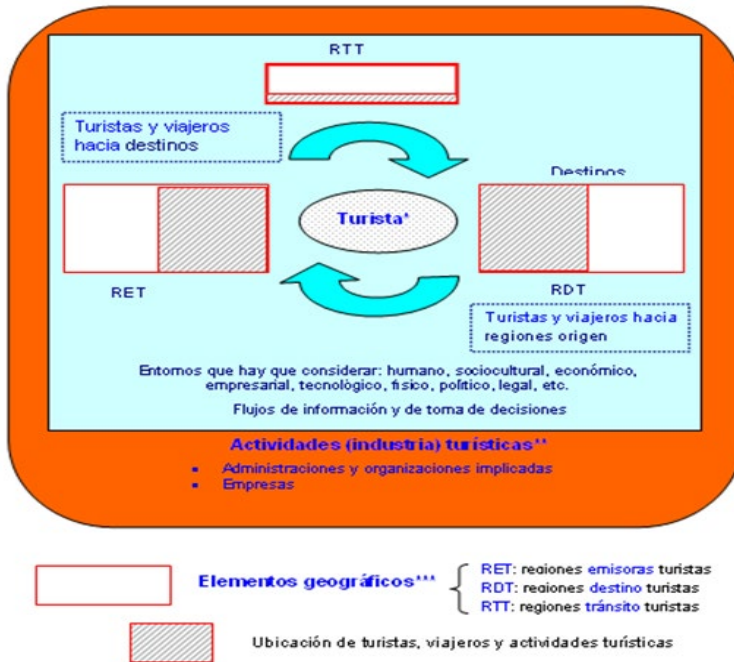 RTT
Turistas y viajeros
hacia destinos
Destinos
Turista*
RET
RDT
Turistas y viajeros hacia
regiones origen
Entornos que hay que considerar: humano, sociocultural, económico,
empresarial, tecnològico, físico, político, legal, etc.
Flujos de información y de toma de decisiones
Actividades (industria) turísticas**
Administraciones y organizaciones implicadas
Empresas
Elementos geográficos***
RET: regiones emisoras turistas
RDT: regiones destino turistas
RTT: regiones tránsito turistas
Ubicación de turistas, viajeros y actividades turísticas